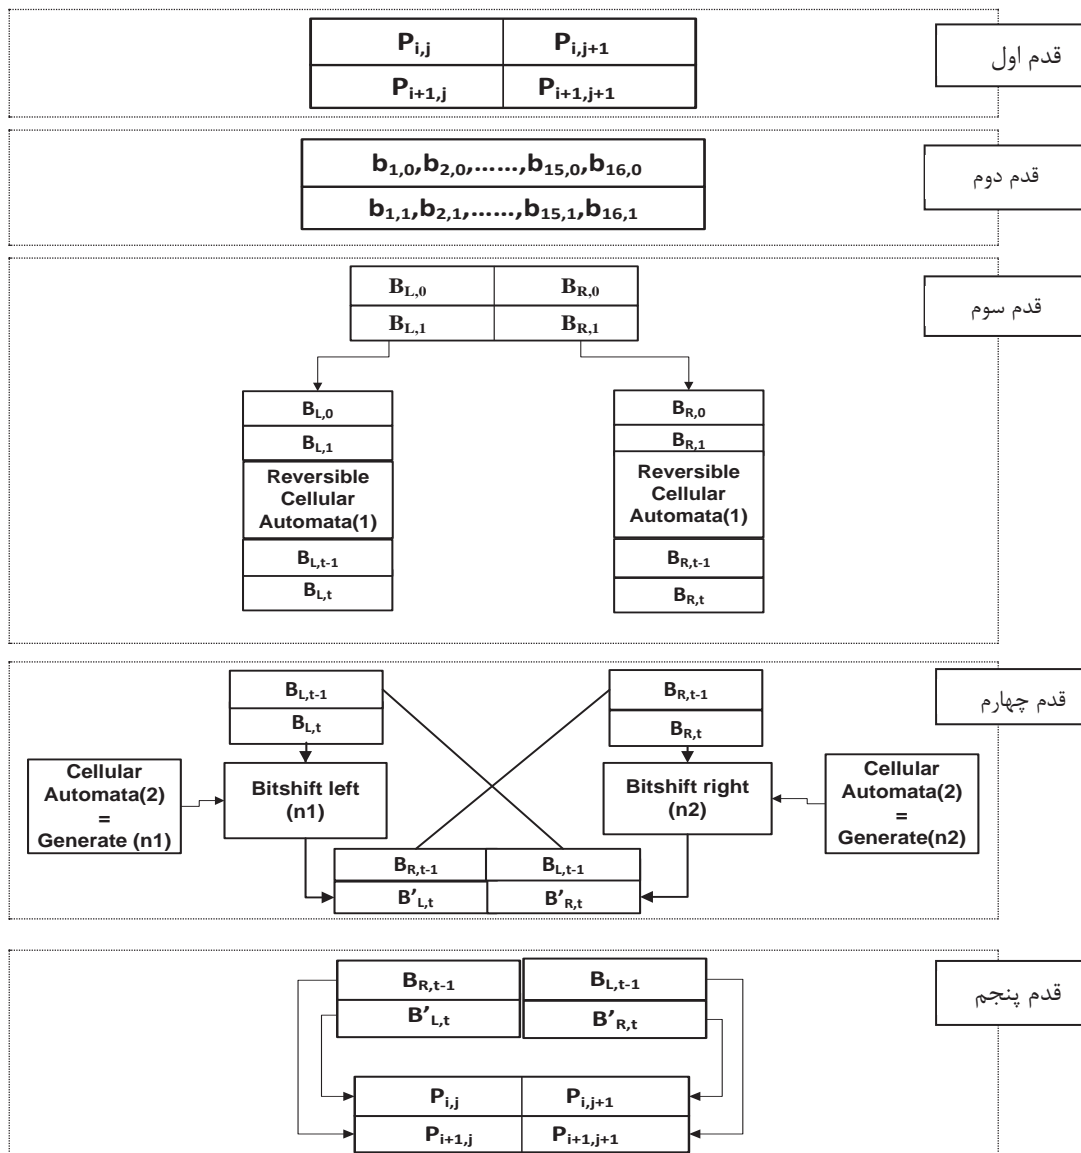 قدم اول
P_{i,j} P_{i,j+1}
P_{i+1,j} P_{i+1,j+1}
قدم دوم
b_{1,0},b_{2,0},......,b_{15,0},b_{16,0}
b_{1,1},b_{2,1},......,b_{15,1},b_{16,1}
قدم سوم
B_{L,0} B_{R,0}
B_{L,1} B_{R,1}
B_{L,0}
B_{L,1}
Reversible
Cellular
Automata(1)
B_{L,t-1}
B_{L,t}
B_{R,0}
B_{R,1}
Reversible
Cellular
Automata(1)
B_{R,t-1}
B_{R,t}
قدم چهارم
B_{L,t-1}
B_{L,t}
B_{R,t-1}
B_{R,t}
Cellular
Automata(2)
=
Generate (n1)
Bitshift left
(n1)
Bitshift right
(n2)
Cellular
Automata(2)
=
Generate(n2)
B_{R,t-1} B_{L,t-1}
B'_{L,t} B'_{R,t}
قدم پنجم
B_{R,t-1} B_{L,t-1}
B'_{L,t} B'_{R,t}
P_{i,j} P_{i,j+1}
P_{i+1,j} P_{i+1,j+1}